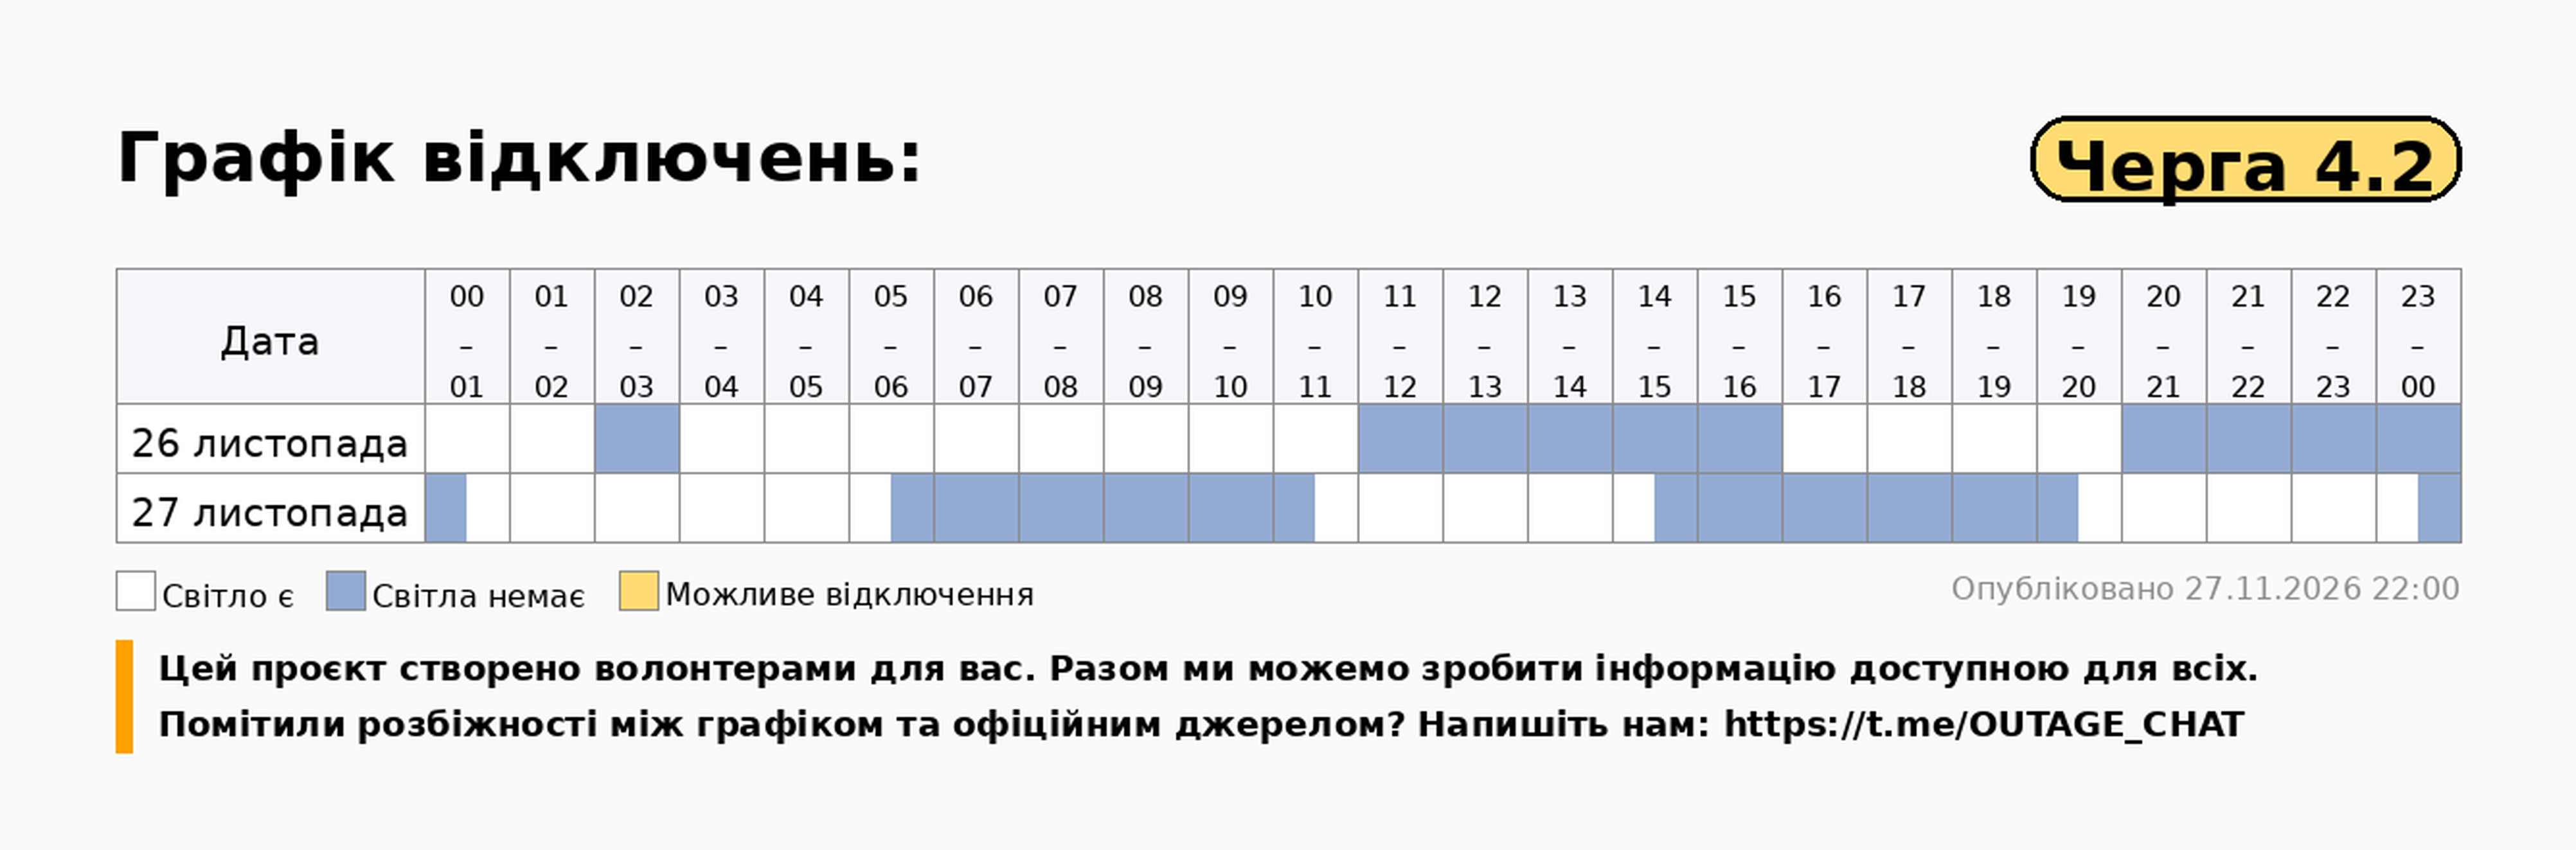 Графік відключень:
Черга 4.2
Дата 00 – 01 01 – 02 02 – 03 03 – 04 04 – 05 05 – 06 06 – 07 07 – 08 08 – 09 09 – 10 10 – 11 11 – 12 12 – 13 13 – 14 14 – 15 15 – 16 16 – 17 17 – 18 18 – 19 19 – 20 20 – 21 21 – 22 22 – 23 23 – 00
26 листопада
27 листопада
Світло є Світла немає Можливе відключення
Опубліковано 27.11.2026 22:00
Цей проєкт створено волонтерами для вас. Разом ми можемо зробити інформацію доступною для всіх.
Помітили розбіжності між графіком та офіційним джерелом? Напишіть нам: https://t.me/OUTAGE_CHAT